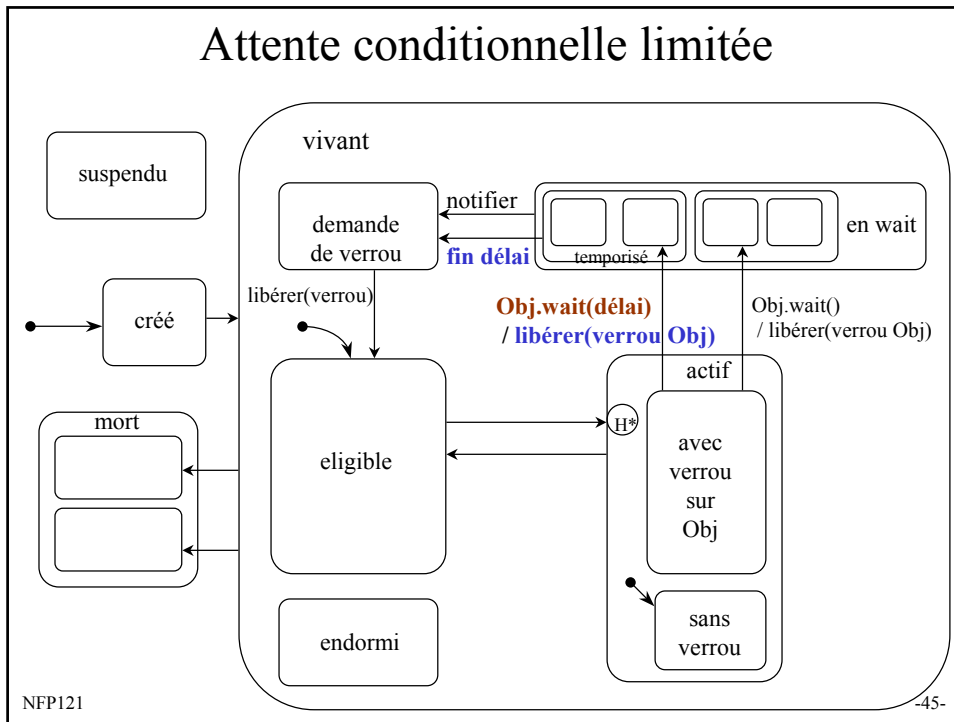 Attente conditionnelle limitée
vivant
suspendu
notifier
demande
de verrou
en wait
temporisé
fin délai
libérer(verrou)
créé
Obj.wait(délai)
/ libérer(verrou Obj)
Obj.wait()
/ libérer(verrou Obj)
actif
mort
H*
eligible
avec
verrou
sur
Obj
endormi
sans
verrou
NFP121
-45-